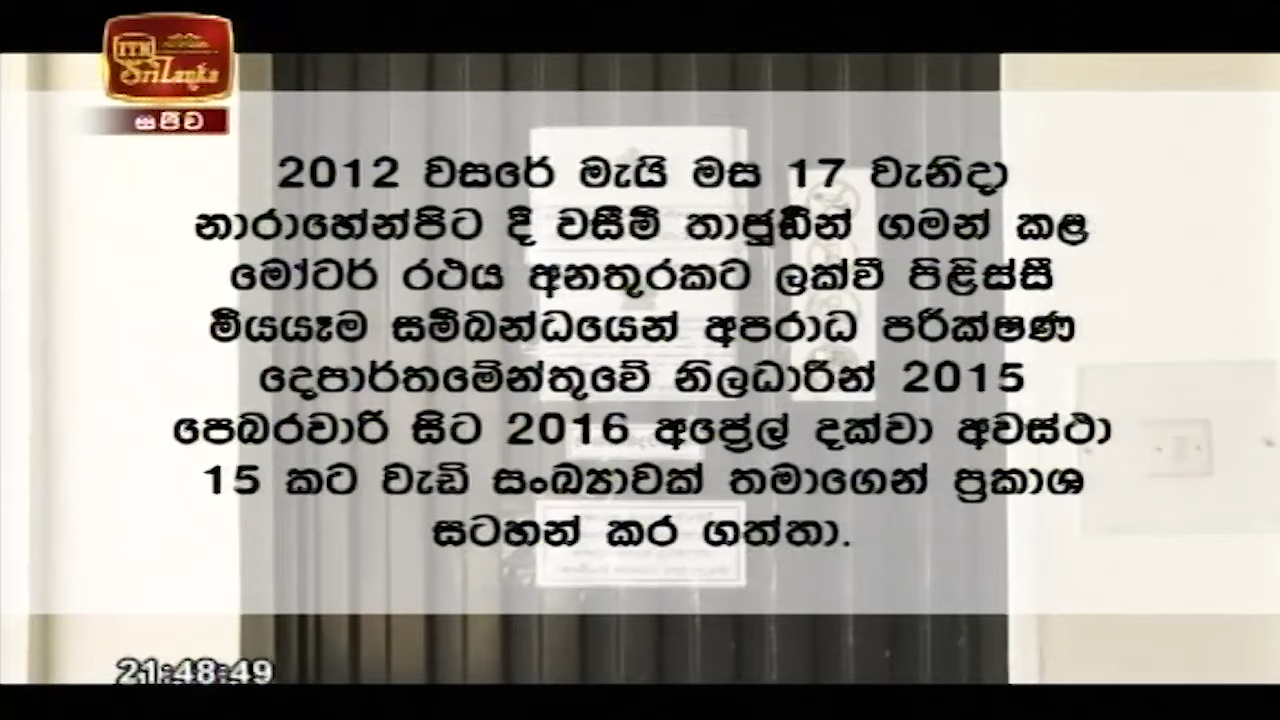 ITN
Sri Lanka
සජීව
2012 වසරේ මැයි මස 17 වැනිදා
නාරාහේන්පිට දී වසීම් තාජුඩීන් ගමන් කළ
මෝටර් රථය අනතුරකට ලක්වී පිළිස්සී
මියයෑම සම්බන්ධයෙන් අපරාධ පරීක්ෂණ
දෙපාර්තමේන්තුවේ නිලධාරීන් 2015
පෙබරවාරි සිට 2016 අප්‍රේල් දක්වා අවස්ථා
15 කට වැඩි සංඛ්‍යාවක් තමාගෙන් ප්‍රකාශ
සටහන් කර ගත්තා.
21:48:49